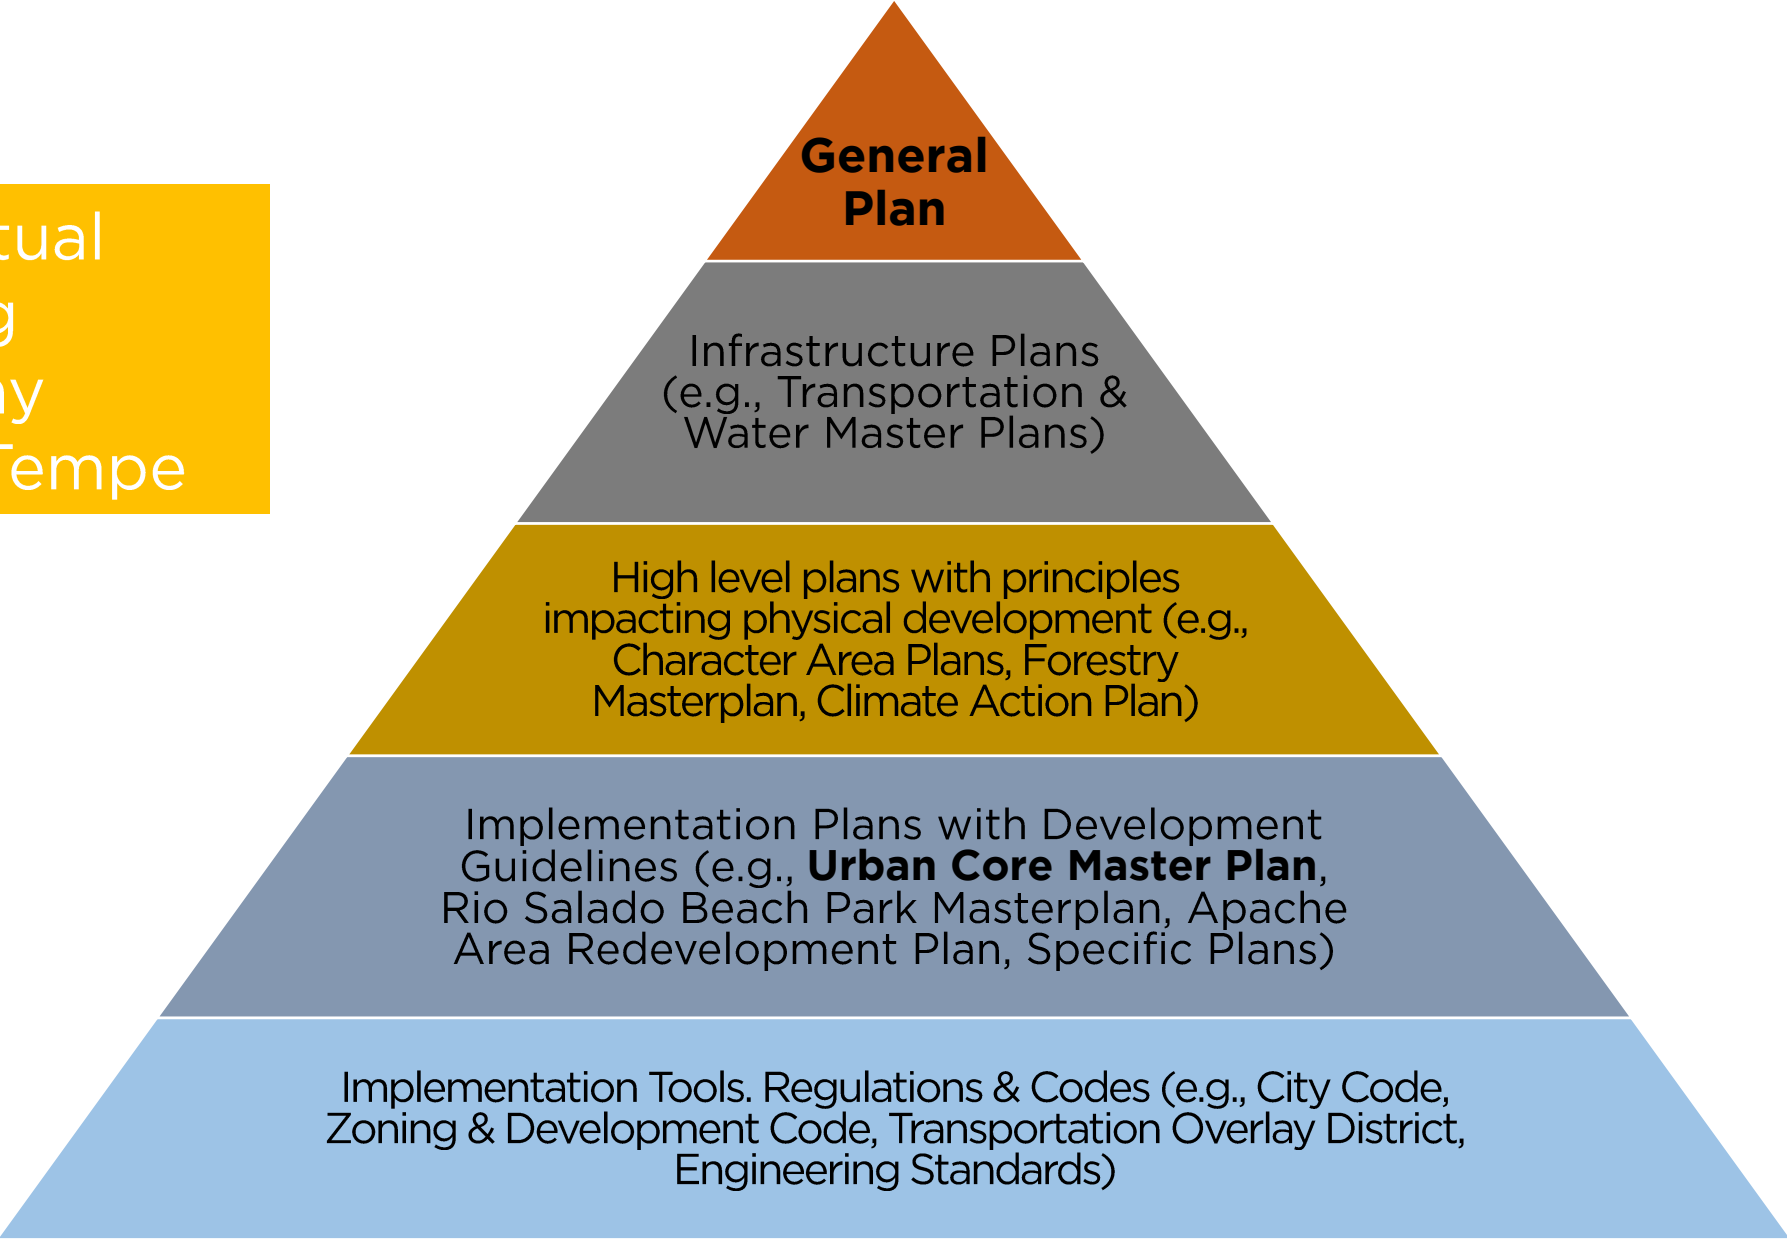 General
Plan
tual
g
ay
Tempe
Infrastructure Plans
(e.g., Transportation &
Water Master Plans)
High level plans with principles
impacting physical development (e.g.,
Character Area Plans, Forestry
Masterplan, Climate Action Plan)
Implementation Plans with Development
Guidelines (e.g., Urban Core Master Plan,
Rio Salado Beach Park Masterplan, Apache
Area Redevelopment Plan, Specific Plans)
Implementation Tools. Regulations & Codes (e.g., City Code,
Zoning & Development Code, Transportation Overlay District,
Engineering Standards)